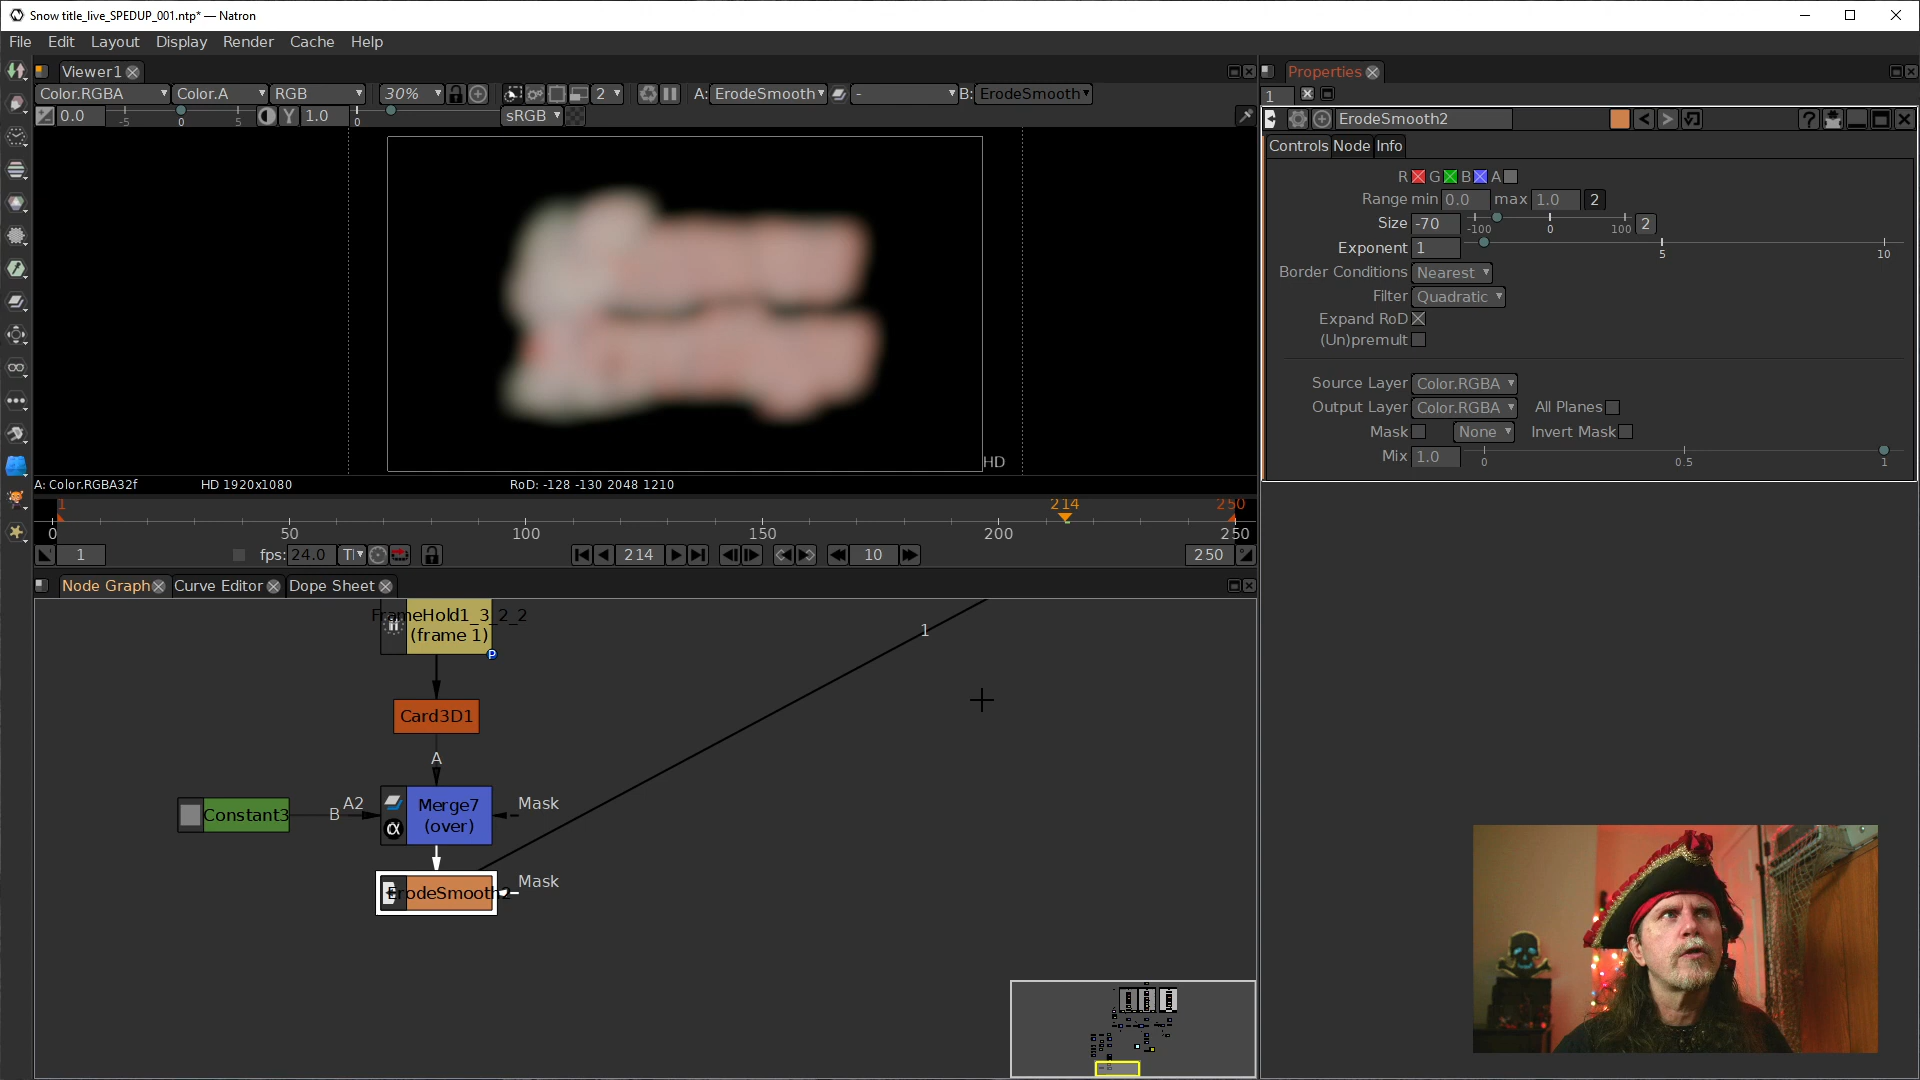 Snow title_live_SPEDUP_001.ntp* — Natron
File Edit Layout Display Render Cache Help
Viewer1
Color.RGBA Color.A RGB 30% 2 A: ErodeSmooth - B: ErodeSmooth
0.0 -5 0 5 Y 1.0 0 sRGB
HD
A: Color.RGBA32f HD 1920x1080 RoD: -128 -130 2048 1210
1 214 250
0 50 100 150 200 250
1 fps: 24.0 TI 214 10 250
Node Graph Curve Editor Dope Sheet
FrameHold1_3_2_2
(frame 1)
P
1
Card3D1
A
Constant3 B A2
Merge7
(over)
α
Mask
ErodeSmooth2
Mask
Properties
1
ErodeSmooth2 < > ?
Controls Node Info
R G B A
Range min 0.0 max 1.0 2
Size -70 -100 0 100 2
Exponent 1 5 10
Border Conditions Nearest
Filter Quadratic
Expand RoD
(Un)premult
Source Layer Color.RGBA
Output Layer Color.RGBA All Planes
Mask None Invert Mask
Mix 1.0 0 0.5 1